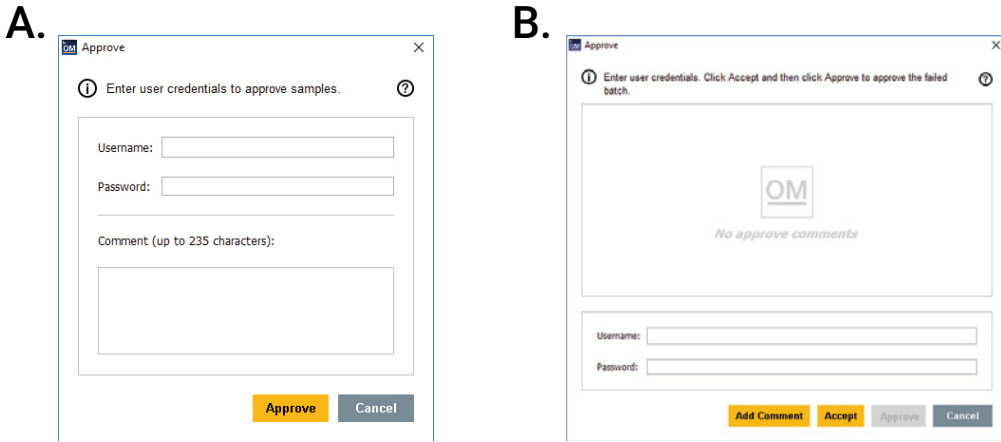 A.
OM Approve
Enter user credentials to approve samples.
Username:
Password:
Comment (up to 235 characters):
Approve Cancel
B.
OM Approve
Enter user credentials. Click Accept and then click Approve to approve the failed
batch.
OM
No approve comments
Username:
Password:
Add Comment Accept Approve Cancel